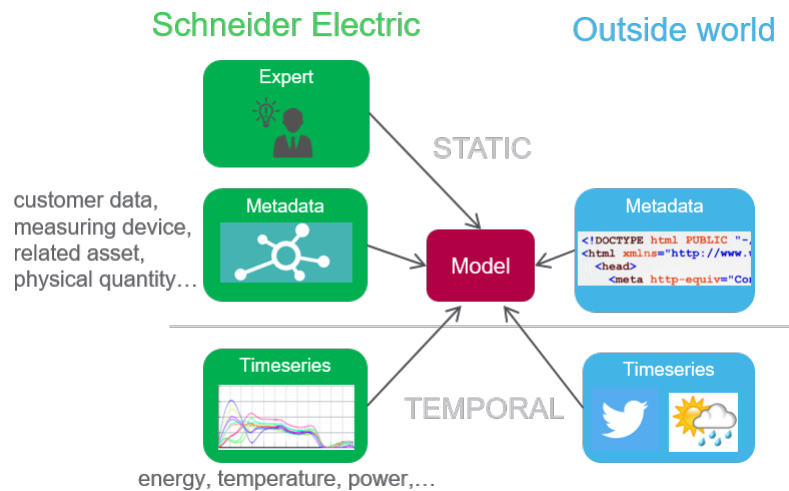 Schneider Electric
Outside world
Expert
STATIC
customer data,
measuring device,
related asset,
physical quantity…
Metadata
Model
Metadata
<!DOCTYPE html PUBLIC "-/
<html xmlns="http://www.
<head>
<meta http-equiv="Co
Timeseries
TEMPORAL
Timeseries
energy, temperature, power,…